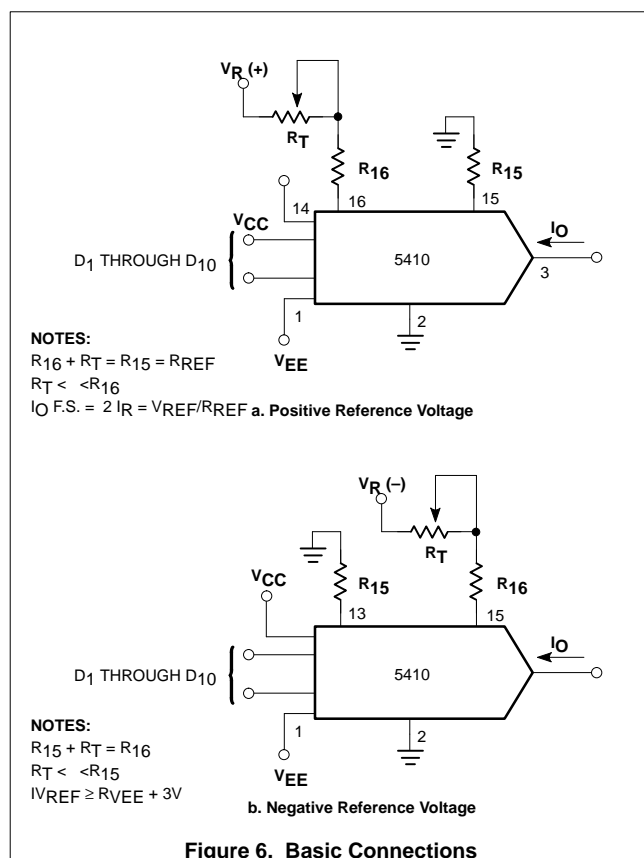 VR (+)
RT
R16
R15
14
16
15
VCC
IO
D1 THROUGH D10
5410
3
1
2
VEE
NOTES:
R16 + RT = R15 = RREF
RT < <R16
IO F.S. = 2 IR = VREF/RREF a. Positive Reference Voltage
VR (–)
RT
VCC
R15
R16
13
15
IO
D1 THROUGH D10
5410
1
2
NOTES:
R15 + RT = R16
VEE
RT < <R15
IVREF ≥ RVEE + 3V
b. Negative Reference Voltage
Figure 6. Basic Connections